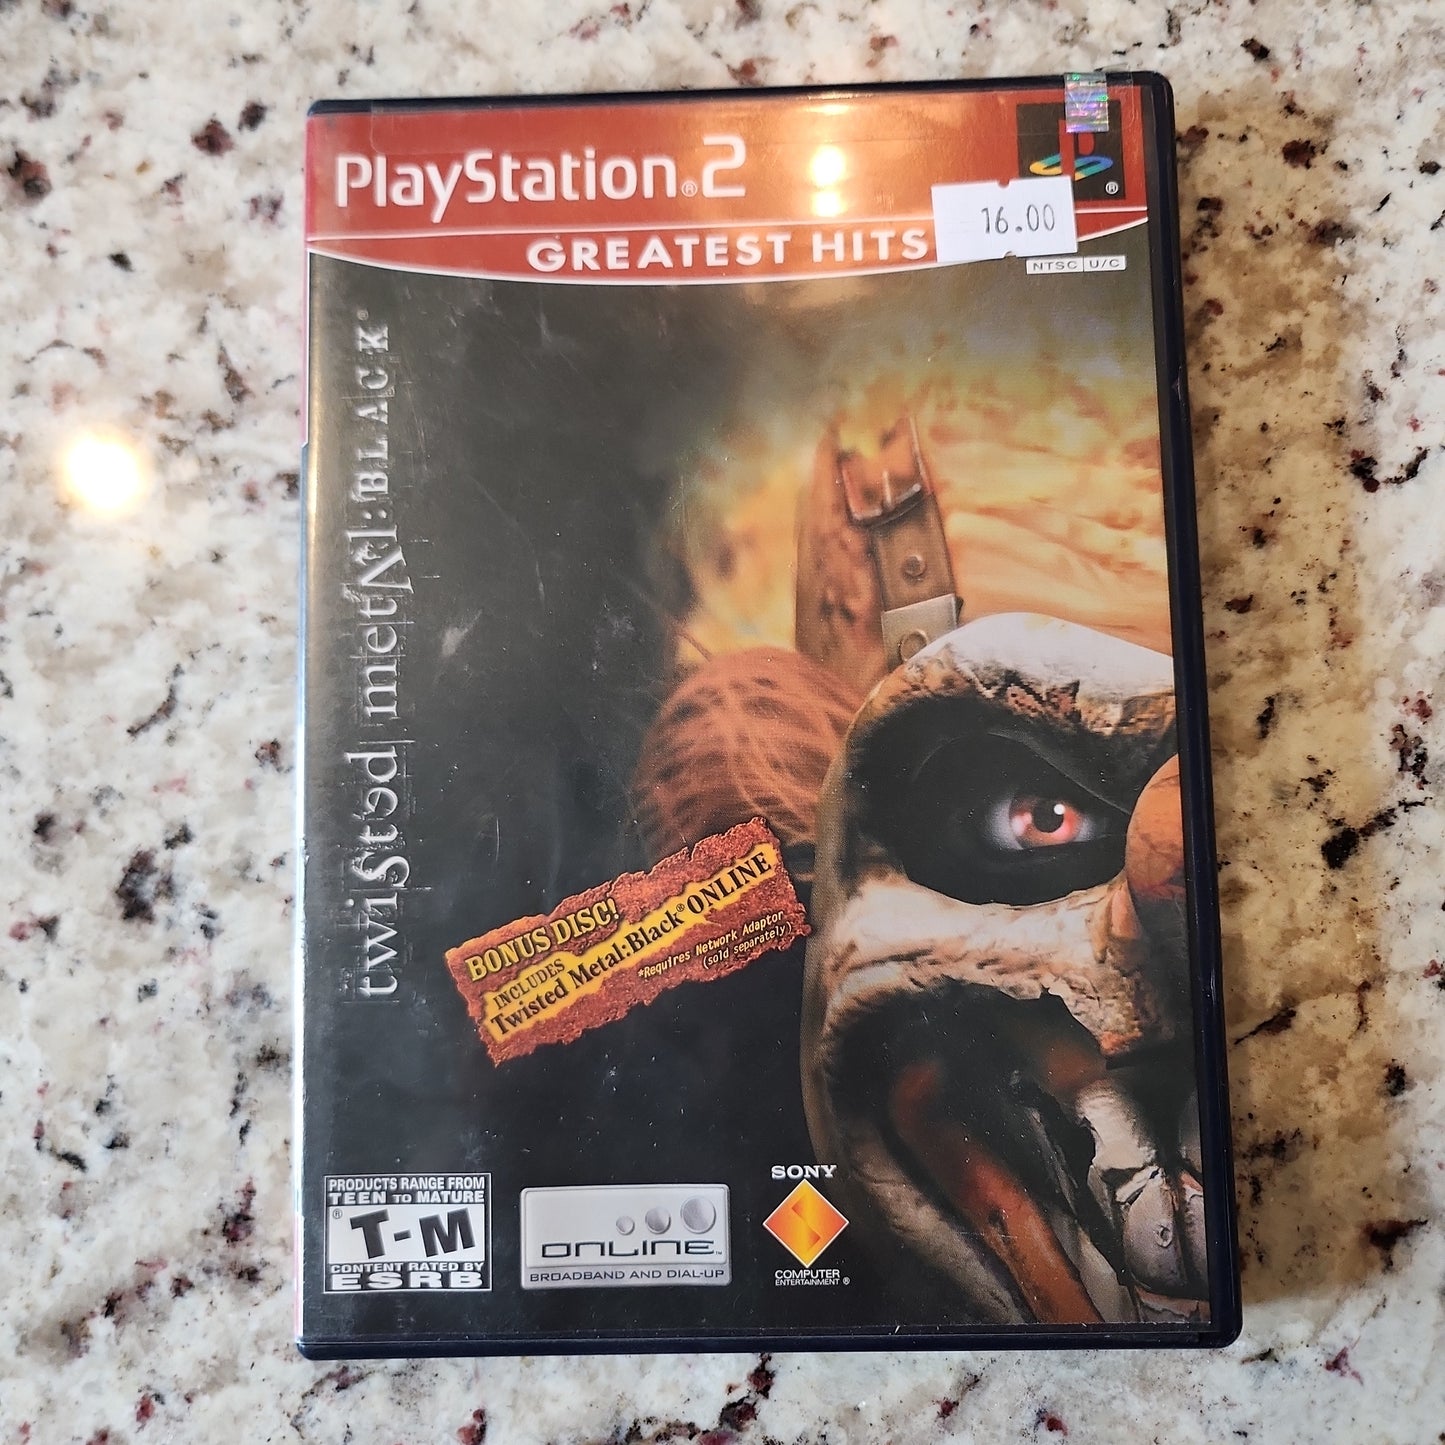 PlayStation®2
16.00
GREATEST HITS
NTSC U/C
twisted metal:BLACK®
BONUS DISC!
INCLUDES
Twisted Metal:Black® ONLINE
*Requires Network Adaptor
(sold separately)
PRODUCTS RANGE FROM
TEEN TO MATURE
T-M
CONTENT RATED BY
ESRB
ONLINE™
BROADBAND AND DIAL-UP
SONY
COMPUTER
ENTERTAINMENT®